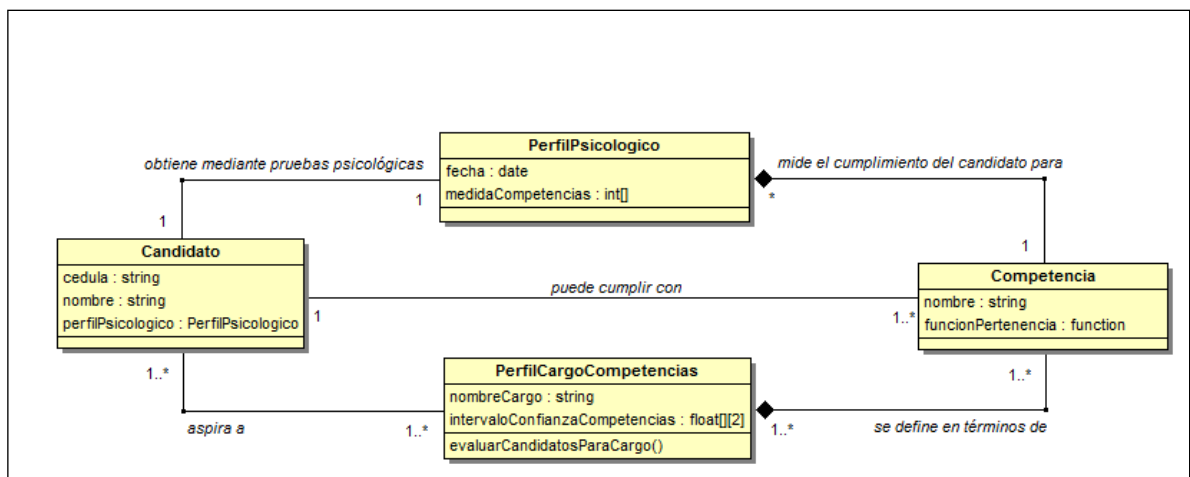 PerfilPsicologico
fecha : date
medidaCompetencias : int[]
obtiene mediante pruebas psicológicas
mide el cumplimiento del candidato para
1
*
1
1
Candidato
cedula : string
nombre : string
perfilPsicologico : PerfilPsicologico
puede cumplir con
1
1..*
Competencia
nombre : string
funcionPertenencia : function
1..*
1..*
PerfilCargoCompetencias
nombreCargo : string
intervaloConfianzaCompetencias : float[][2]
evaluarCandidatosParaCargo()
aspira a
1..*
1..*
se define en términos de